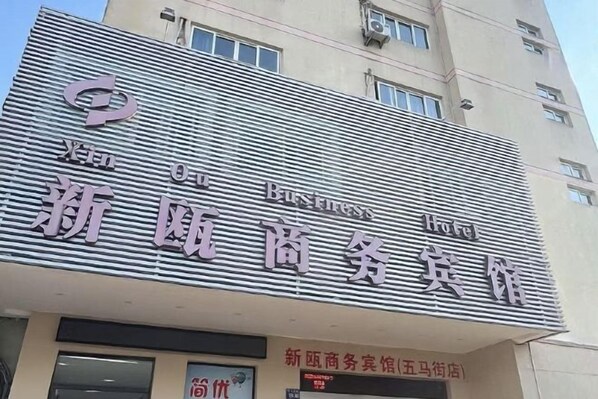 Xin Ou Business Hotel
新瓯商务宾馆
新瓯商务宾馆(五马街店)
简优